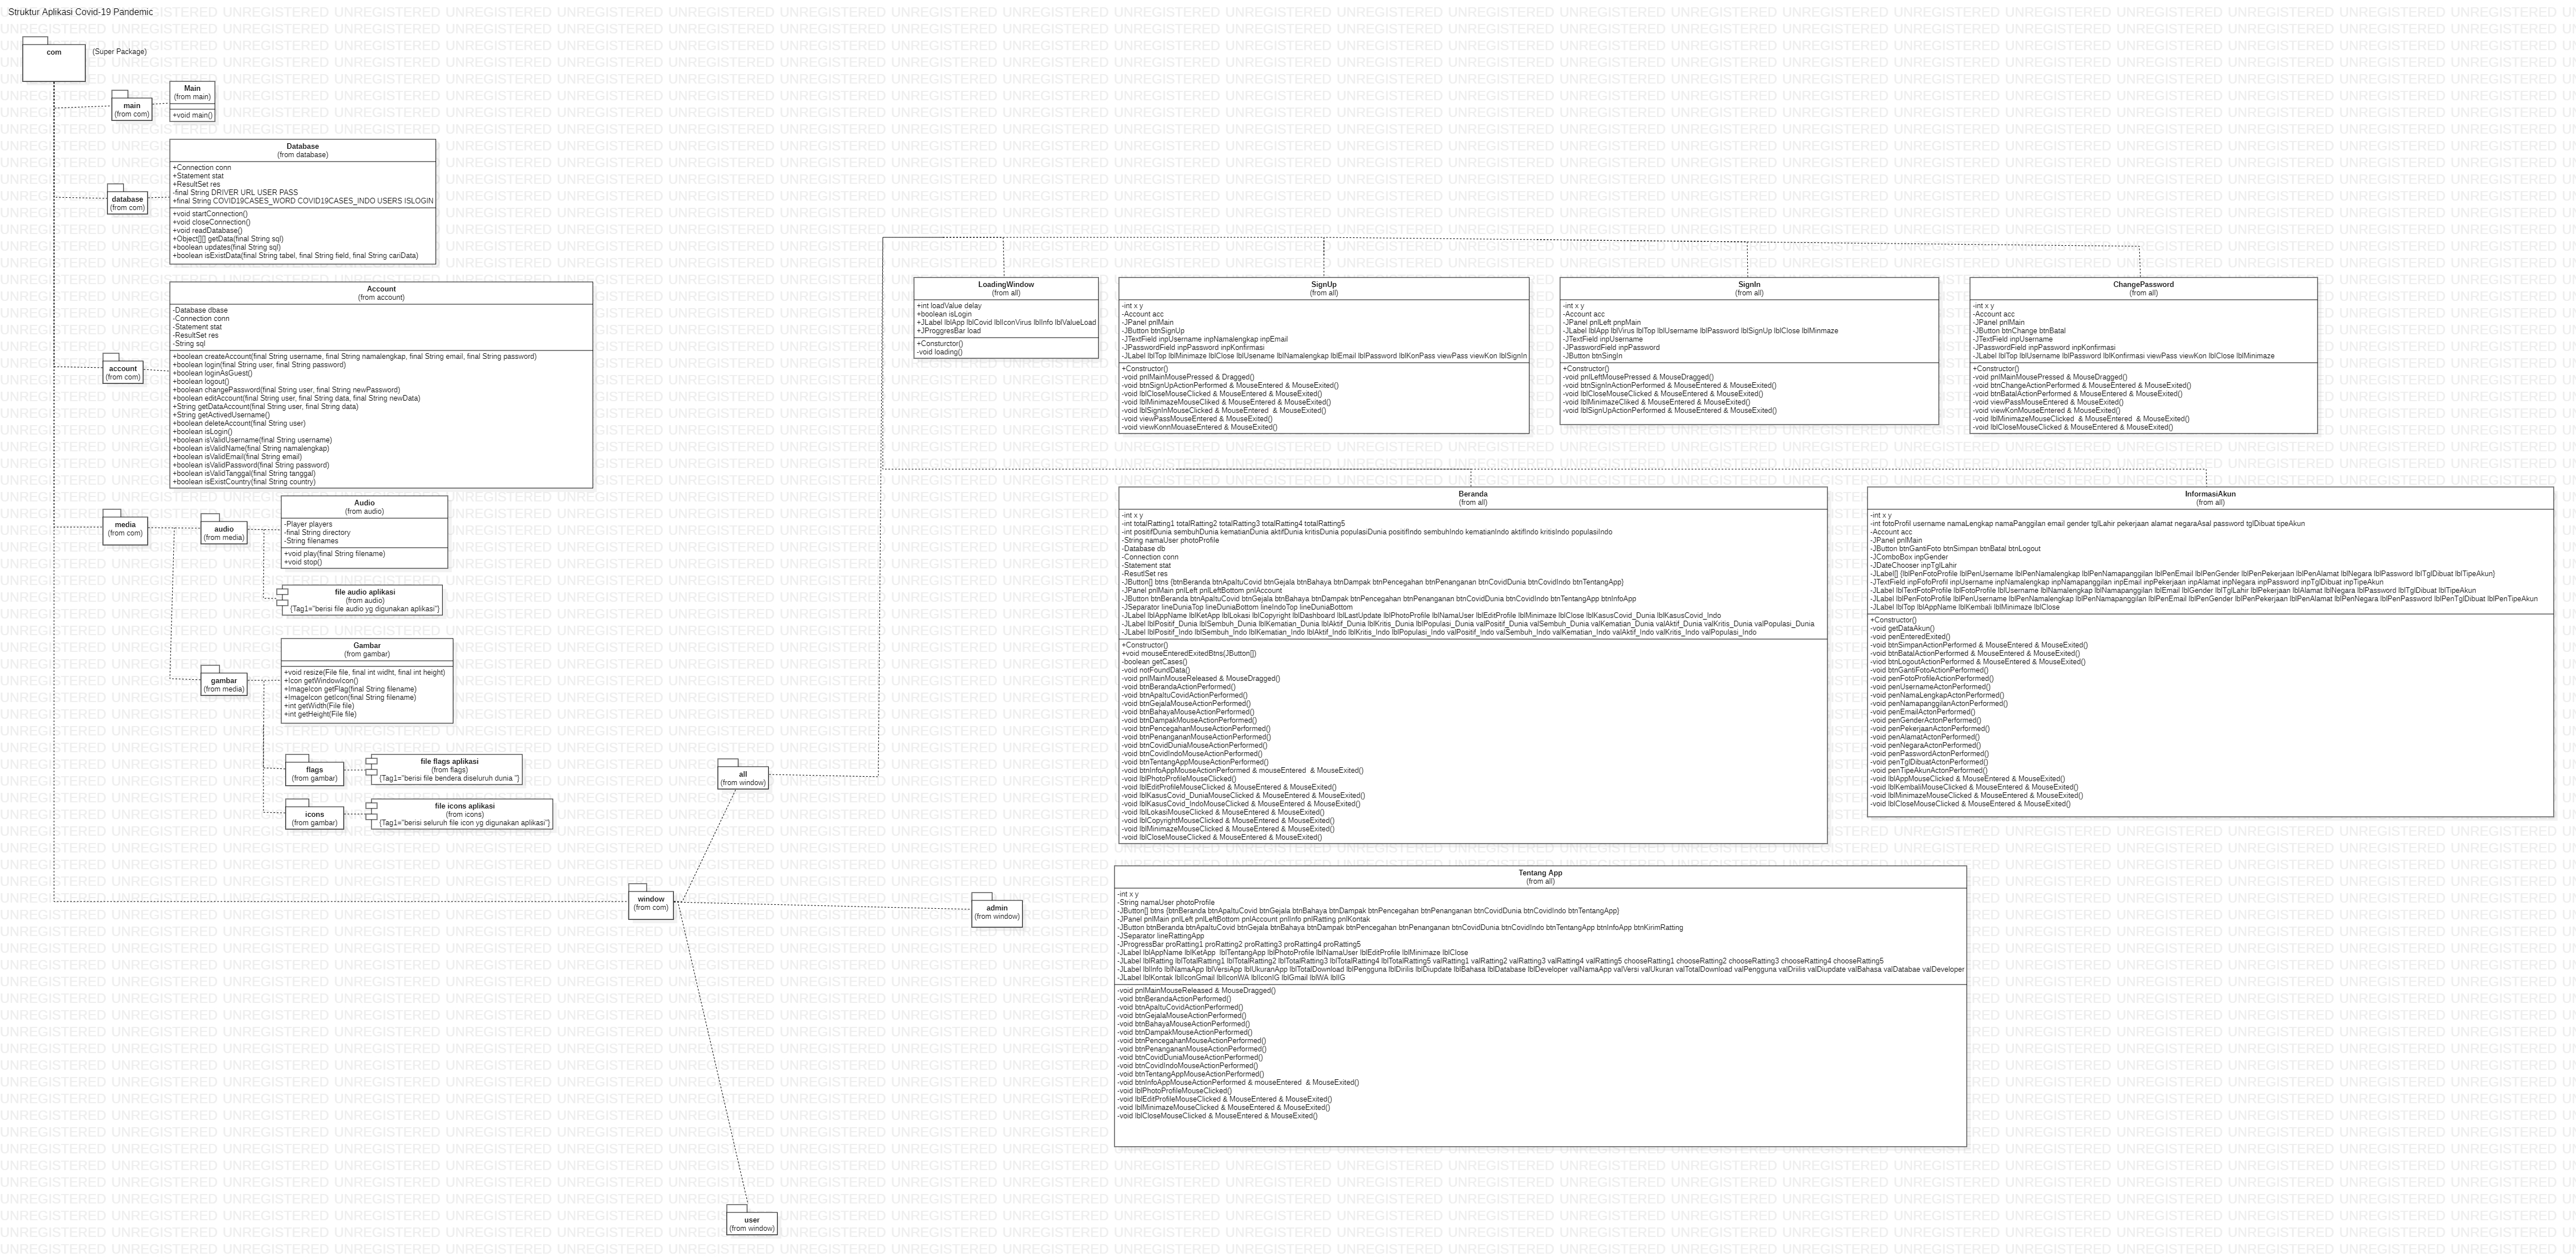 Struktur Aplikasi Covid-19 Pandemic
com
(Super Package)
main
(from com)
Main
(from main)
+void main()
database
(from com)
Database
(from database)
+Connection conn
+Statement stat
+ResultSet res
-final String DRIVER URL USER PASS
+final String COVID19CASES_WORD COVID19CASES_INDO USERS ISLOGIN
+void startConnection()
+void closeConnection()
+void readDatabase()
+Object[][] getData(final String sql)
+boolean updates(final String sql)
+boolean isExistData(final String tabel, final String field, final String cariData)
account
(from com)
Account
(from account)
-Database dbase
-Connection conn
-Statement stat
-ResultSet res
-String sql
+boolean createAccount(final String username, final String namalengkap, final String email, final String password)
+boolean login(final String user, final String password)
+boolean loginAsGuest()
+boolean logout()
+boolean changePassword(final String user, final String newPassword)
+boolean editAccount(final String user, final String data, final String newData)
+String getDataAccount(final String user, final String data)
+String getActivedUsername()
+boolean deleteAccount(final String user)
+boolean isLogin()
+boolean isValidUsername(final String username)
+boolean isValidName(final String namalengkap)
+boolean isValidEmail(final String email)
+boolean isValidPassword(final String password)
+boolean isValidTanggal(final String tanggal)
+boolean isExistCountry(final String country)
media
(from com)
audio
(from media)
Audio
(from audio)
-Player players
-final String directory
-String filenames
+void play(final String filename)
+void stop()
file audio aplikasi
(from audio)
{Tag1="berisi file audio yg digunakan aplikasi"}
gambar
(from media)
Gambar
(from gambar)
+void resize(File file, final int widht, final int height)
+Icon getWindowIcon()
+ImageIcon getFlag(final String filename)
+ImageIcon getIcon(final String filename)
+int getWidth(File file)
+int getHeight(File file)
flags
(from gambar)
file flags aplikasi
(from flags)
{Tag1="berisi file bendera diseluruh dunia "}
icons
(from gambar)
file icons aplikasi
(from icons)
{Tag1="berisi seluruh file icon yg digunakan aplikasi"}
window
(from com)
all
(from window)
admin
(from window)
user
(from window)
LoadingWindow
(from all)
+int loadValue delay
+boolean isLogin
+JLabel lblApp lblCovid lblIconVirus lblInfo lblValueLoad
+JProggresBar load
+Consturctor()
-void loading()
SignUp
(from all)
-int x y
-Account acc
-JPanel pnlMain
-JButton btnSignUp
-JTextField inpUsername inpNamalengkap inpEmail
-JPasswordField inpPassword inpKonfirmasi
-JLabel lblTop lblMinimaze lblClose lblUsename lblNamalengkap lblEmail lblPassword lblKonPass viewPass viewKon lblSignIn
+Constructor()
-void pnlMainMousePressed & Dragged()
-void btnSignUpActionPerformed & MouseEntered & MouseExited()
-void lblCloseMouseClicked & MouseEntered & MouseExited()
-void lblMinimazeMouseCliked & MouseEntered & MouseExited()
-void lblSignInMouseClicked & MouseEntered  & MouseExited()
-void viewPassMouseEntered & MouseExited()
-void viewKonnMouaseEntered & MouseExited()
SignIn
(from all)
-int x y
-Account acc
-JPanel pnlLeft pnpMain
-JLabel lblApp lblVirus lblTop lblUsername lblPassword lblSignUp lblClose lblMinmaze
-JTextField inpUsername
-JPasswordField inpPassword
-JButton btnSingIn
+Constructor()
-void pnlLeftMousePressed & MouseDragged()
-void btnSignInActionPerformed & MouseEntered & MouseExited()
-void lblCloseMouseClicked & MouseEntered & MouseExited()
-void lblMinimazeCliked & MouseEntered & MouseExited()
-void lblSignUpActionPerformed & MouseEntered & MouseExited()
ChangePassword
(from all)
-int x y
-Account acc
-JPanel pnlMain
-JButton btnChange btnBatal
-JTextField inpUsername
-JPasswordField inpPassword inpKonfirmasi
-JLabel lblTop lblUsername lblPassword lblKonfirmasi viewPass viewKon lblClose lblMinimaze
+Constructor()
-void pnlMainMousePressed & MouseDragged()
-void btnChangeActionPerformed & MouseEntered & MouseExited()
-void btnBatalActionPerformed & MouseEntered & MouseExited()
-void viewPassMouseEntered & MouseExited()
-void viewKonMouseEntered & MouseExited()
-void lblMinimazeMouseClicked  & MouseEntered  & MouseExited()
-void lblCloseMouseClicked & MouseEntered & MouseExited()
Beranda
(from all)
-int x y
-int totalRatting1 totalRatting2 totalRatting3 totalRatting4 totalRatting5
-int positifDunia sembuhDunia kematianDunia aktifDunia kritisDunia populasiDunia positifIndo sembuhIndo kematianIndo aktifIndo kritisIndo populasiIndo
-String namaUser photoProfile
-Database db
-Connection conn
-Statement stat
-ResutlSet res
-JButton[] btns {btnBeranda btnApaItuCovid btnGejala btnBahaya btnDampak btnPencegahan btnPenanganan btnCovidDunia btnCovidIndo btnTentangApp}
-JPanel pnlMain pnlLeft pnlLeftBottom pnlAccount
-JButton btnBeranda btnApaItuCovid btnGejala btnBahaya btnDampak btnPencegahan btnPenanganan btnCovidDunia btnCovidIndo btnTentangApp btnInfoApp
-JSeparator lineDuniaTop lineDuniaBottom lineIndoTop lineDuniaBottom
-JLabel lblAppName lblKetApp lblLokasi lblCopyright lblDashboard lblLastUpdate lblPhotoProfile lblNamaUser lblEditProfile lblMinimaze lblClose lblKasusCovid_Dunia lblKasusCovid_Indo
-JLabel lblPositif_Dunia lblSembuh_Dunia lblKematian_Dunia lblAktif_Dunia lblKritis_Dunia lblPopulasi_Dunia valPositif_Dunia valSembuh_Dunia valKematian_Dunia valAktif_Dunia valKritis_Dunia valPopulasi_Dunia
-JLabel lblPositif_Indo lblSembuh_Indo lblKematian_Indo lblAktif_Indo lblKritis_Indo lblPopulasi_Indo valPositif_Indo valSembuh_Indo valKematian_Indo valAktif_Indo valKritis_Indo valPopulasi_Indo
+Constructor()
+void mouseEnteredExitedBtns(JButton[])
-boolean getCases()
-void notFoundData()
-void pnlMainMouseReleased & MouseDragged()
-void btnBerandaActionPerformed()
-void btnApaItuCovidActionPerformed()
-void btnGejalaMouseActionPerformed()
-void btnBahayaMouseActionPerformed()
-void btnDampakMouseActionPerformed()
-void btnPencegahanMouseActionPerformed()
-void btnPenangananMouseActionPerformed()
-void btnCovidDuniaMouseActionPerformed()
-void btnCovidIndoMouseActionPerformed()
-void btnTentangAppMouseActionPerformed()
-void btnInfoAppMouseActionPerformed & mouseEntered  & MouseExited()
-void lblPhotoProfileMouseClicked()
-void lblEditProfileMouseClicked & MouseEntered & MouseExited()
-void lblKasusCovid_DuniaMouseClicked & MouseEntered & MouseExited()
-void lblKasusCovid_IndoMouseClicked & MouseEntered & MouseExited()
-void lblLokasiMouseClicked & MouseEntered & MouseExited()
-void lblCopyrightMouseClicked & MouseEntered & MouseExited()
-void lblMinimazeMouseClicked & MouseEntered & MouseExited()
-void lblCloseMouseClicked & MouseEntered & MouseExited()
InformasiAkun
(from all)
-int x y
-int fotoProfil username namaLengkap namaPanggilan email gender tglLahir pekerjaan alamat negaraAsal password tglDibuat tipeAkun
-Account acc
-JPanel pnlMain
-JButton btnGantiFoto btnSimpan btnBatal btnLogout
-JComboBox inpGender
-JDateChooser inpTglLahir
-JLabel[] {lblPenFotoProfile lblPenUsername lblPenNamalengkap lblPenNamapanggilan lblPenEmail lblPenGender lblPenPekerjaan lblPenAlamat lblNegara lblPassword lblTglDibuat lblTipeAkun}
-JTextField inpFofoProfil inpUsername inpNamalengkap inpNamapanggilan inpEmail inpPekerjaan inpAlamat inpNegara inpPassword inpTglDibuat inpTipeAkun
-JLabel lblTextFofoProfile lblFotoProfile lblUsername lblNamalengkap lblNamapanggilan lblEmail lblGender lblTglLahir lblPekerjaan lblAlamat lblNegara lblPassword lblTglDibuat lblTipeAkun
-JLabel lblPenFotoProfile lblPenUsername lblPenNamalengkap lblPenNamapanggilan lblPenEmail lblPenGender lblPenPekerjaan lblPenAlamat lblPenNegara lblPenPassword lblPenTglDibuat lblPenTipeAkun
-JLabel lblTop lblAppName lblKembali lblMinimaze lblClose
+Constructor()
-void getDataAkun()
-void penEnteredExited()
-void btnSimpanActionPerformed & MouseEntered & MouseExited()
-void btnBatalActionPerformed & MouseEntered & MouseExited()
-void btnLogoutActionPerformed & MouseEntered & MouseExited()
-void btnGantiFotoActionPerformed()
-void penFotoProfileActionPerformed()
-void penUsernameActonPerformed()
-void penNamaLengkapActonPerformed()
-void penNamapanggilanActonPerformed()
-void penEmailActonPerformed()
-void penGenderActonPerformed()
-void penPekerjaanActonPerformed()
-void penAlamatActonPerformed()
-void penNegaraActonPerformed()
-void penPasswordActonPerformed()
-void penTglDibuatActonPerformed()
-void penTipeAkunActonPerformed()
-void lblAppMouseClicked & MouseEntered & MouseExited()
-void lblKembaliMouseClicked & MouseEntered & MouseExited()
-void lblMinimazeMouseClicked & MouseEntered & MouseExited()
-void lblCloseMouseClicked & MouseEntered & MouseExited()
Tentang App
(from all)
-int x y
-String namaUser photoProfile
-JButton[] btns {btnBeranda btnApaItuCovid btnGejala btnBahaya btnDampak btnPencegahan btnPenanganan btnCovidDunia btnCovidIndo btnTentangApp}
-JPanel pnlMain pnlLeft pnlLeftBottom pnlAccount pnlInfo pnlRatting pnlKontak
-JButton btnBeranda btnApaItuCovid btnGejala btnBahaya btnDampak btnPencegahan btnPenanganan btnCovidDunia btnCovidIndo btnTentangApp btnInfoApp btnKirimRatting
-JSeparator lineRattingApp
-JProgressBar proRatting1 proRatting2 proRatting3 proRatting4 proRatting5
-JLabel lblAppName lblKetApp  lblTentangApp lblPhotoProfile lblNamaUser lblEditProfile lblMinimaze lblClose
-JLabel lblRatting lblTotalRatting1 lblTotalRatting2 lblTotalRatting3 lblTotalRatting4 lblTotalRatting5 valRatting1 valRatting2 valRatting3 valRatting4 valRatting5 chooseRatting1 chooseRatting2 chooseRatting3 chooseRatting4 chooseRatting5
-JLabel lblInfo lblNamaApp lblVersiApp lblUkuranApp lblTotalDownload lblPengguna lblDirilis lblDiupdate lblBahasa lblDatabase lblDeveloper valNamaApp valVersi valUkuran valTotalDownload valPengguna valDrilis valDiupdate valBahasa valDatabae valDeveloper
-JLabel lblKontak lblIconGmail lblIconWA lblIconIG lblGmail lblWA lblIG
-void pnlMainMouseReleased & MouseDragged()
-void btnBerandaActionPerformed()
-void btnApaItuCovidActionPerformed()
-void btnGejalaMouseActionPerformed()
-void btnBahayaMouseActionPerformed()
-void btnDampakMouseActionPerformed()
-void btnPencegahanMouseActionPerformed()
-void btnPenangananMouseActionPerformed()
-void btnCovidDuniaMouseActionPerformed()
-void btnCovidIndoMouseActionPerformed()
-void btnTentangAppMouseActionPerformed()
-void btnInfoAppMouseActionPerformed & mouseEntered  & MouseExited()
-void lblPhotoProfileMouseClicked()
-void lblEditProfileMouseClicked & MouseEntered & MouseExited()
-void lblMinimazeMouseClicked & MouseEntered & MouseExited()
-void lblCloseMouseClicked & MouseEntered & MouseExited()